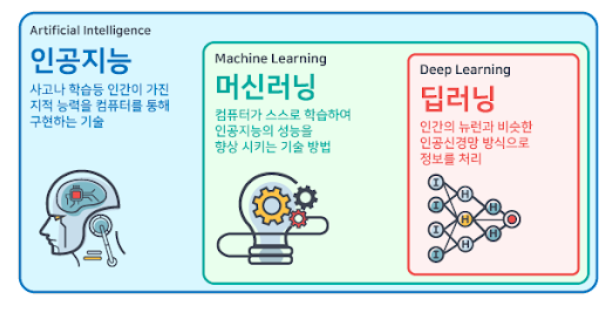 Artificial Intelligence
인공지능
사고나 학습등 인간이 가진
지적 능력을 컴퓨터를 통해
구현하는 기술
Machine Learning
머신러닝
컴퓨터가 스스로 학습하여
인공지능의 성능을
향상 시키는 기술 방법
Deep Learning
딥러닝
인간의 뉴런과 비슷한
인공신경망 방식으로
정보를 처리
I
H
I
H
H
I
H
H
I